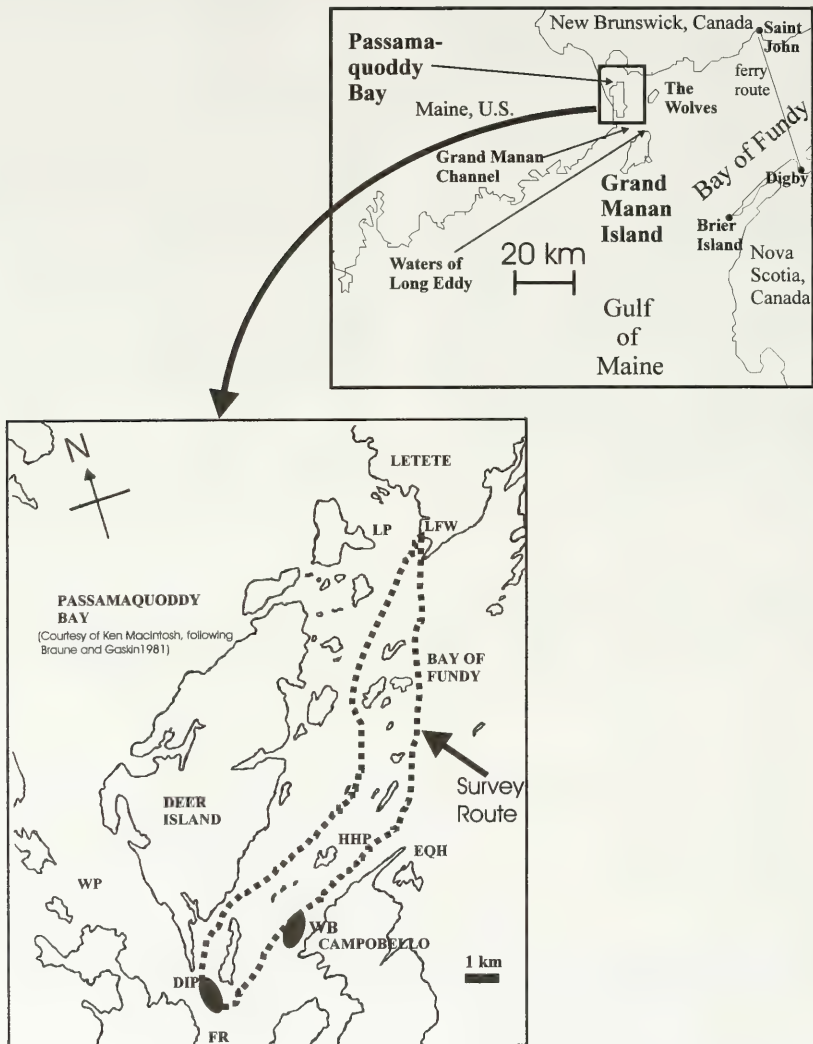 New Brunswick, Canada
Saint
John
Passama-
quoddy
Bay
ferry
route
The
Wolves
Maine, U.S.
Bay of Fundy
Grand Manan
Channel
Digby
Grand
Manan
Island
Brier
Island
Waters of
Long Eddy
20 km
Nova
Scotia,
Canada
Gulf
of
Maine
N
LETETE
LP
LFW
PASSAMAQUODDY
BAY
(Courtesy of Ken Macintosh, following
Braune and Gaskin1981)
BAY OF
FUNDY
Survey
Route
DEER
ISLAND
HHP
EQH
WP
WB
CAMPOBELLO
DIP
1 km
FR